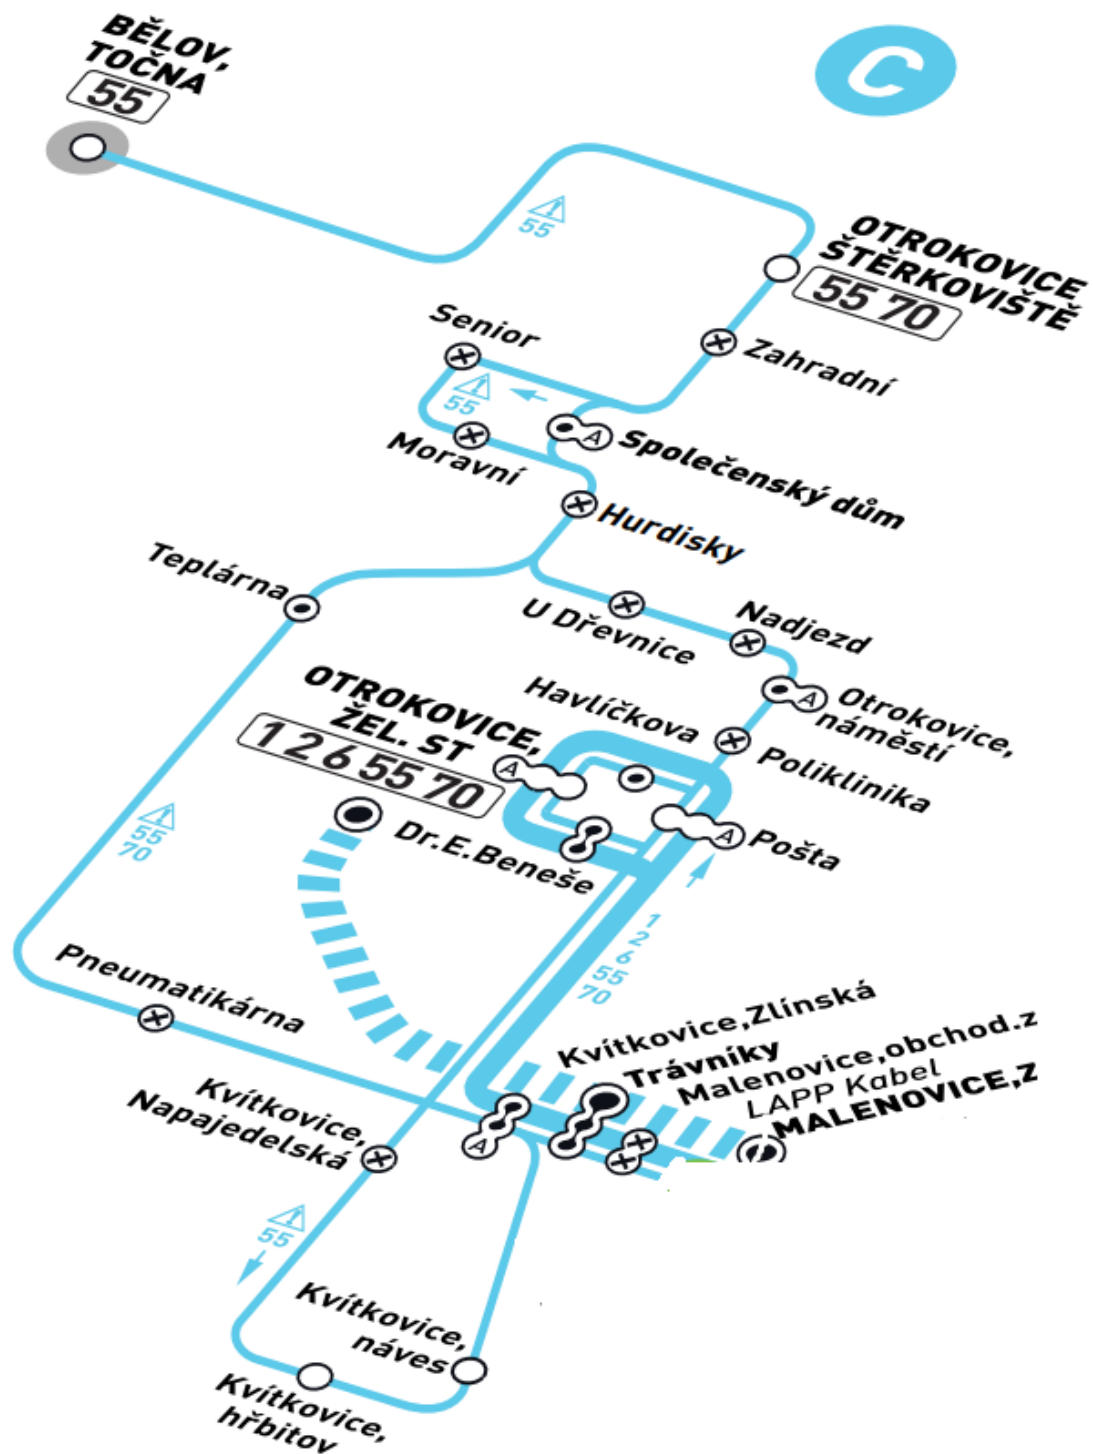 BĚLOV,
TOČNA
55
C
55
OTROKOVICE
ŠTĚRKOVIŠTĚ
55 70
Senior
Zahradní
55
Moravní
A
Společenský dům
Hurdisky
Teplárna
U Dřevnice
Nadjezd
OTROKOVICE,
ŽEL. ST
1 2 6 55 70
A
Havlíčkova
A
Otrokovice,
náměstí
Poliklinika
Dr.E.Beneše
A
Pošta
55
70
1
2
6
55
70
Pneumatikárna
Kvítkovice,Zlínská
Trávníky
Malenovice,obchod.z
LAPP Kabel
MALENOVICE,Z
Kvítkovice,
Napajedelská
A
55
Kvítkovice,
náves
Kvítkovice,
hřbitov